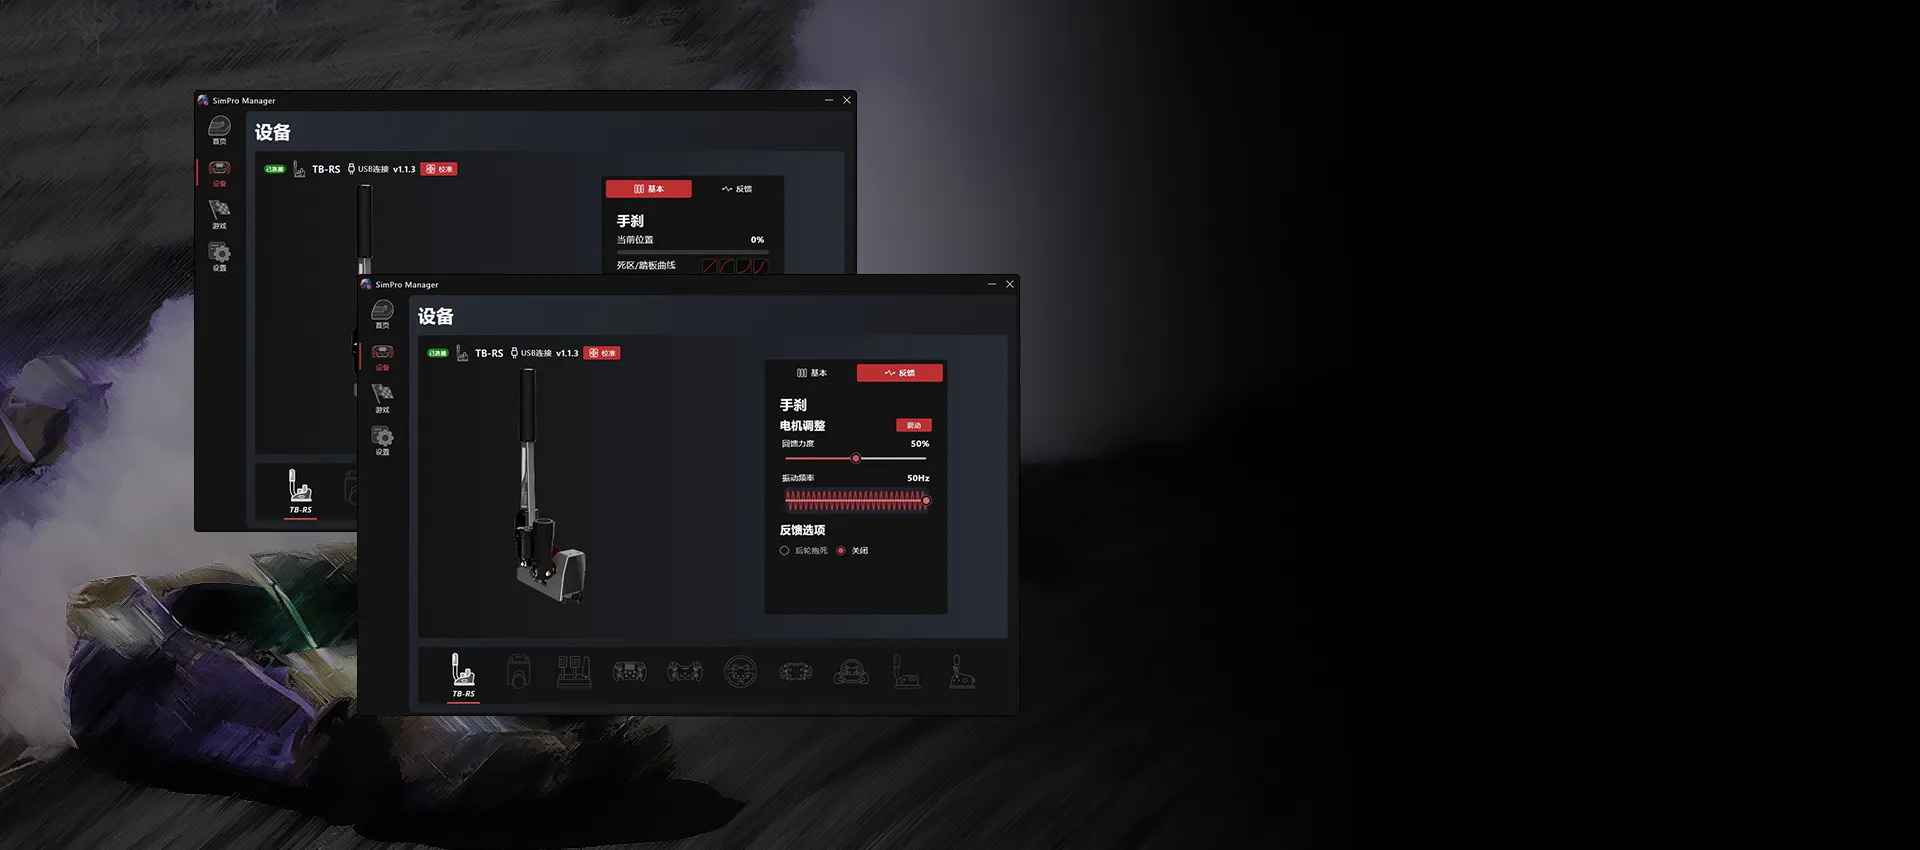 SimPro Manager
首页
设备
游戏
设置
设备
已连接 TB-RS USB连接 v1.1.3 校准
基本 反馈
手刹
当前位置 0%
死区/踏板曲线
TB-RS
SimPro Manager
首页
设备
游戏
设置
设备
已连接 TB-RS USB连接 v1.1.3 校准
基本 反馈
手刹
电机调整 震动
回馈力度 50%
振动频率 50Hz
反馈选项
后轮抱死 关闭
TB-RS